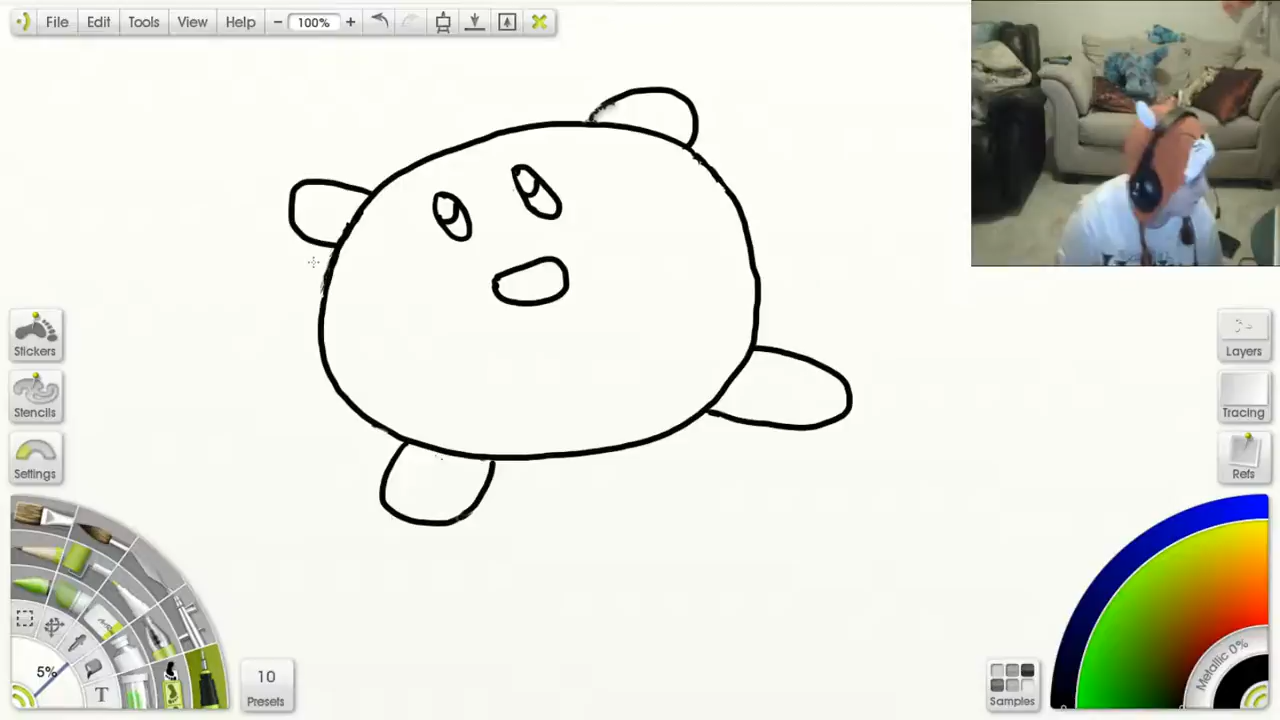 File Edit Tools View Help − 100% +
Stickers
Stencils
Settings
5%
T
10
Presets
Layers
Tracing
Refs
Metallic 0%
Samples